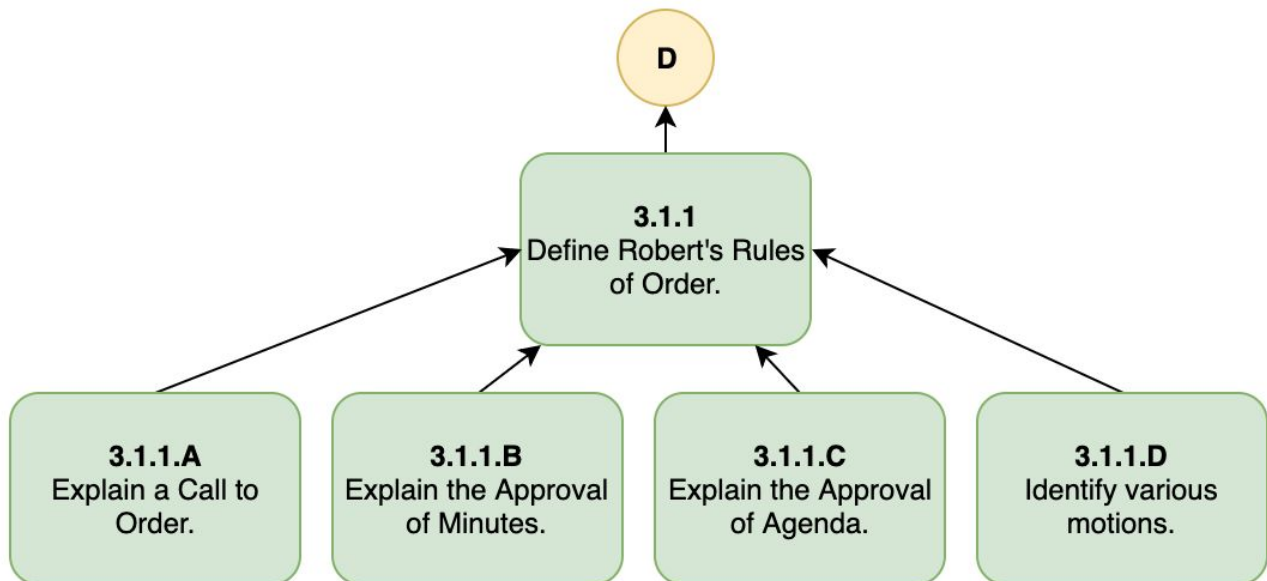 D
3.1.1
Define Robert's Rules
of Order.
3.1.1.A
Explain a Call to
Order.
3.1.1.B
Explain the Approval
of Minutes.
3.1.1.C
Explain the Approval
of Agenda.
3.1.1.D
Identify various
motions.